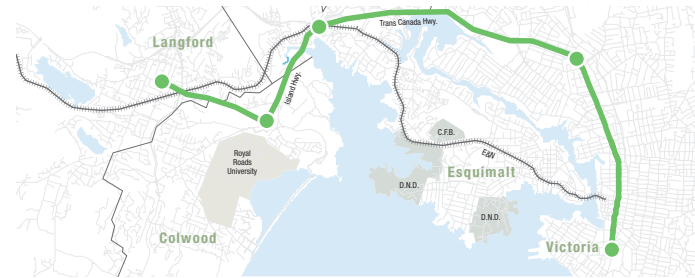 V
Trans Canada Hwy.
Langford
Island Hwy.
C.F.B.
E&N
Royal
Roads
University
Esquimalt
D.N.D.
D.N.D.
Colwood
Victoria